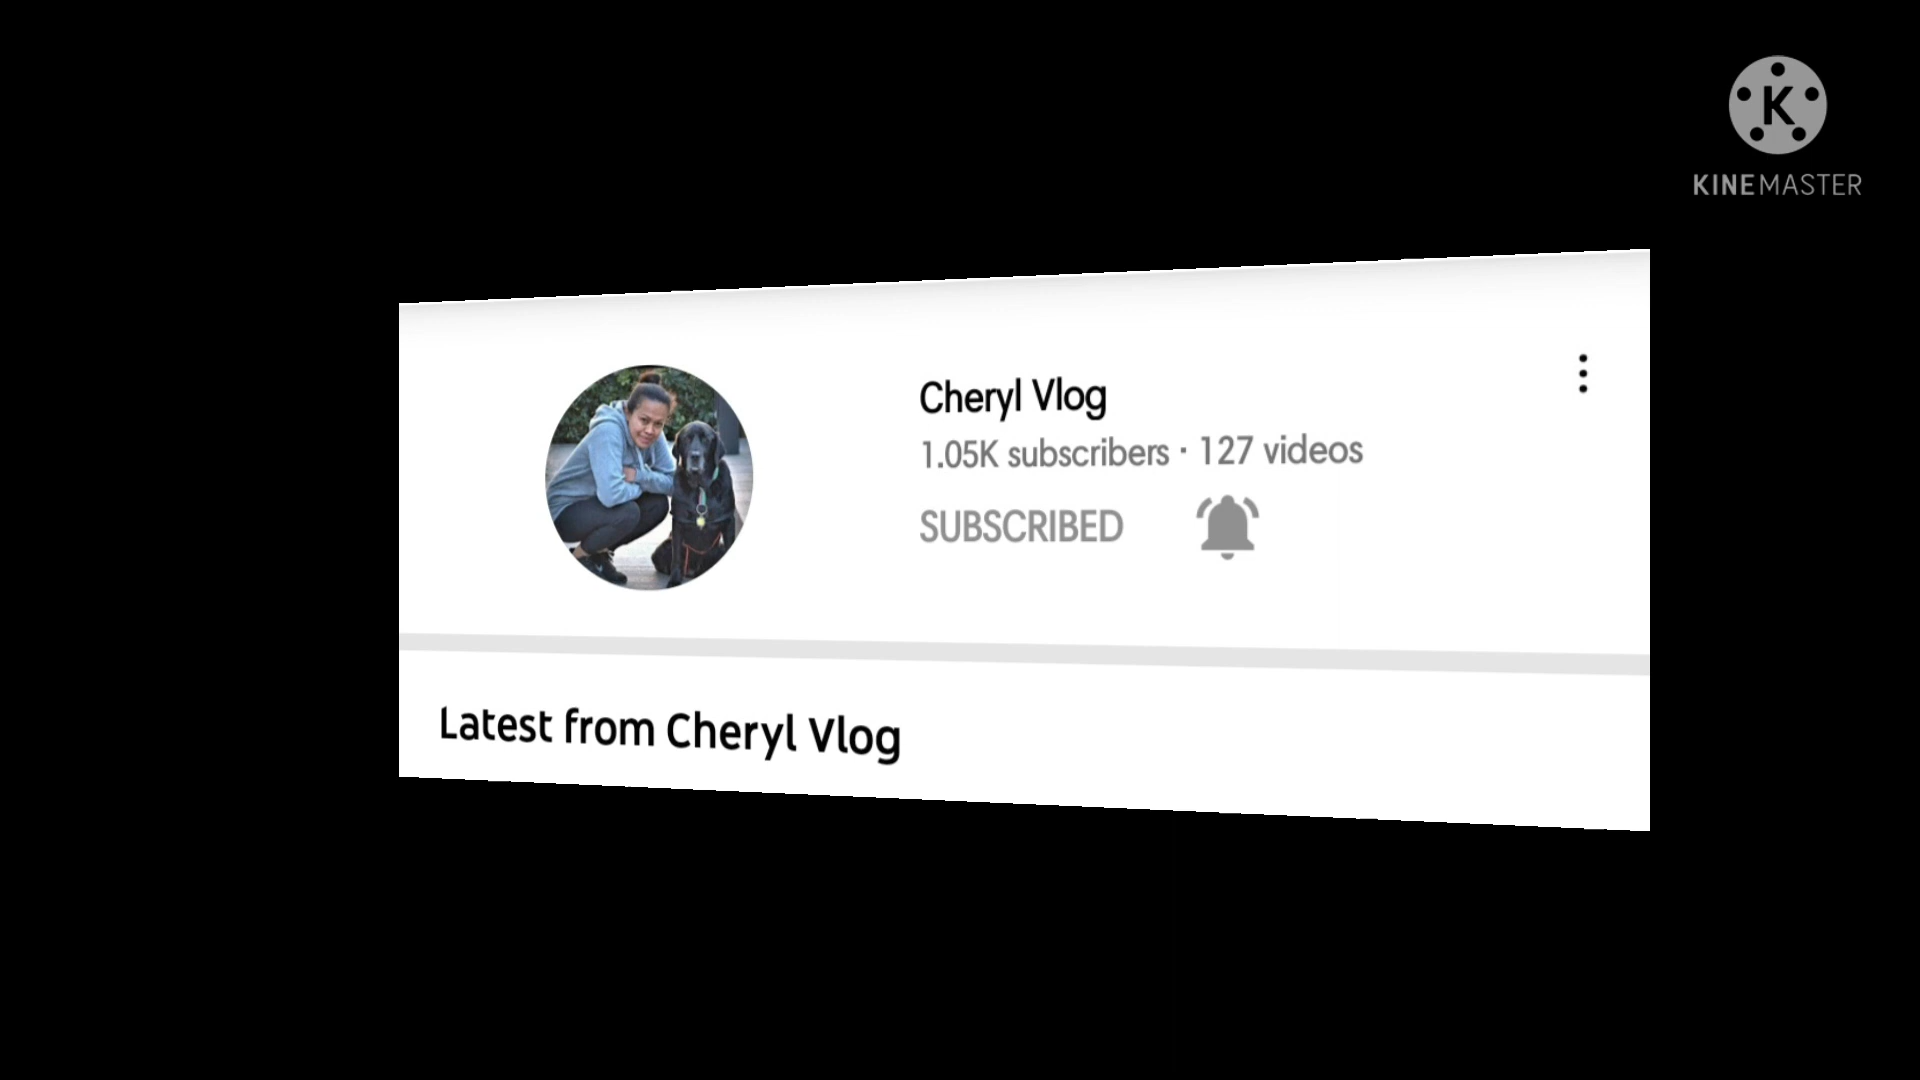 K
KINEMASTER
Cheryl Vlog
1.05K subscribers · 127 videos
SUBSCRIBED
Latest from Cheryl Vlog